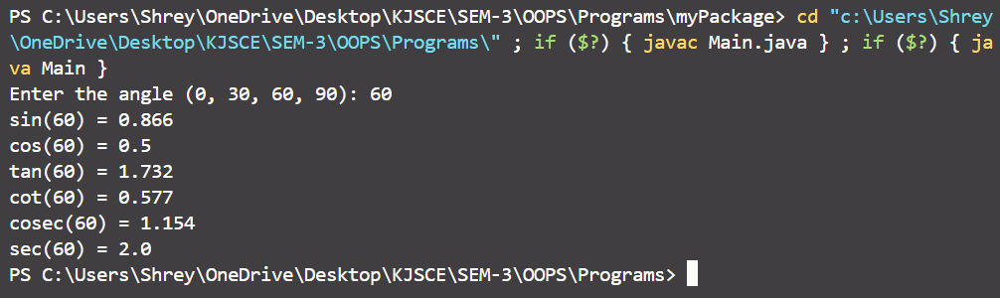 PS C:\Users\Shrey\OneDrive\Desktop\KJSCE\SEM-3\OOPS\Programs\myPackage> cd "c:\Users\Shrey
\OneDrive\Desktop\KJSCE\SEM-3\OOPS\Programs\" ; if ($?) { javac Main.java } ; if ($?) { ja
va Main }
Enter the angle (0, 30, 60, 90): 60
sin(60) = 0.866
cos(60) = 0.5
tan(60) = 1.732
cot(60) = 0.577
cosec(60) = 1.154
sec(60) = 2.0
PS C:\Users\Shrey\OneDrive\Desktop\KJSCE\SEM-3\OOPS\Programs>